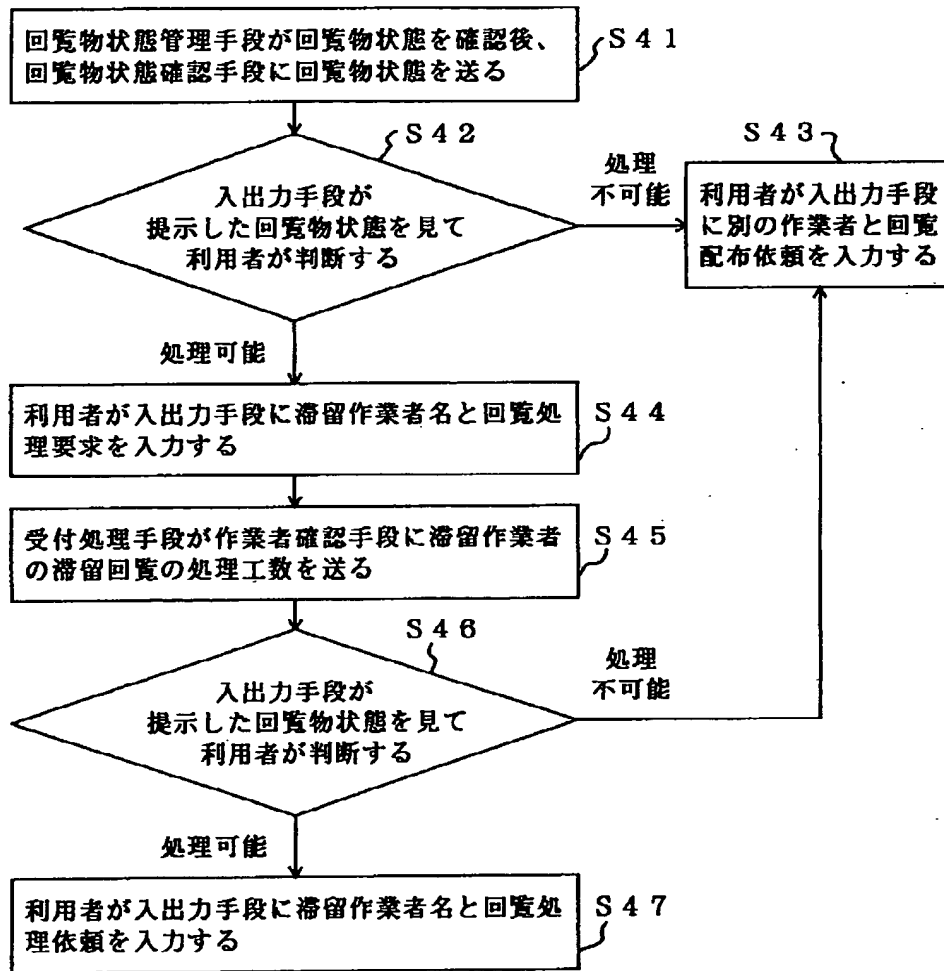 回覧物状態管理手段が回覧物状態を確認後、
回覧物状態確認手段に回覧物状態を送る
S41
S42
入出力手段が
提示した回覧物状態を見て
利用者が判断する
処理
不可能
S43
利用者が入出力手段
に別の作業者と回覧
配布依頼を入力する
処理可能
利用者が入出力手段に滞留作業者名と回覧処
理要求を入力する
S44
受付処理手段が作業者確認手段に滞留作業者
の滞留回覧の処理工数を送る
S45
S46
入出力手段が
提示した回覧物状態を見て
利用者が判断する
処理
不可能
処理可能
利用者が入出力手段に滞留作業者名と回覧処
理依頼を入力する
S47